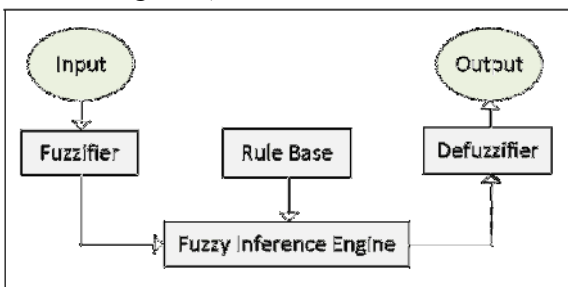 Input
Output
Fuzzifier
Rule Base
Defuzzifier
Fuzzy Inference Engine